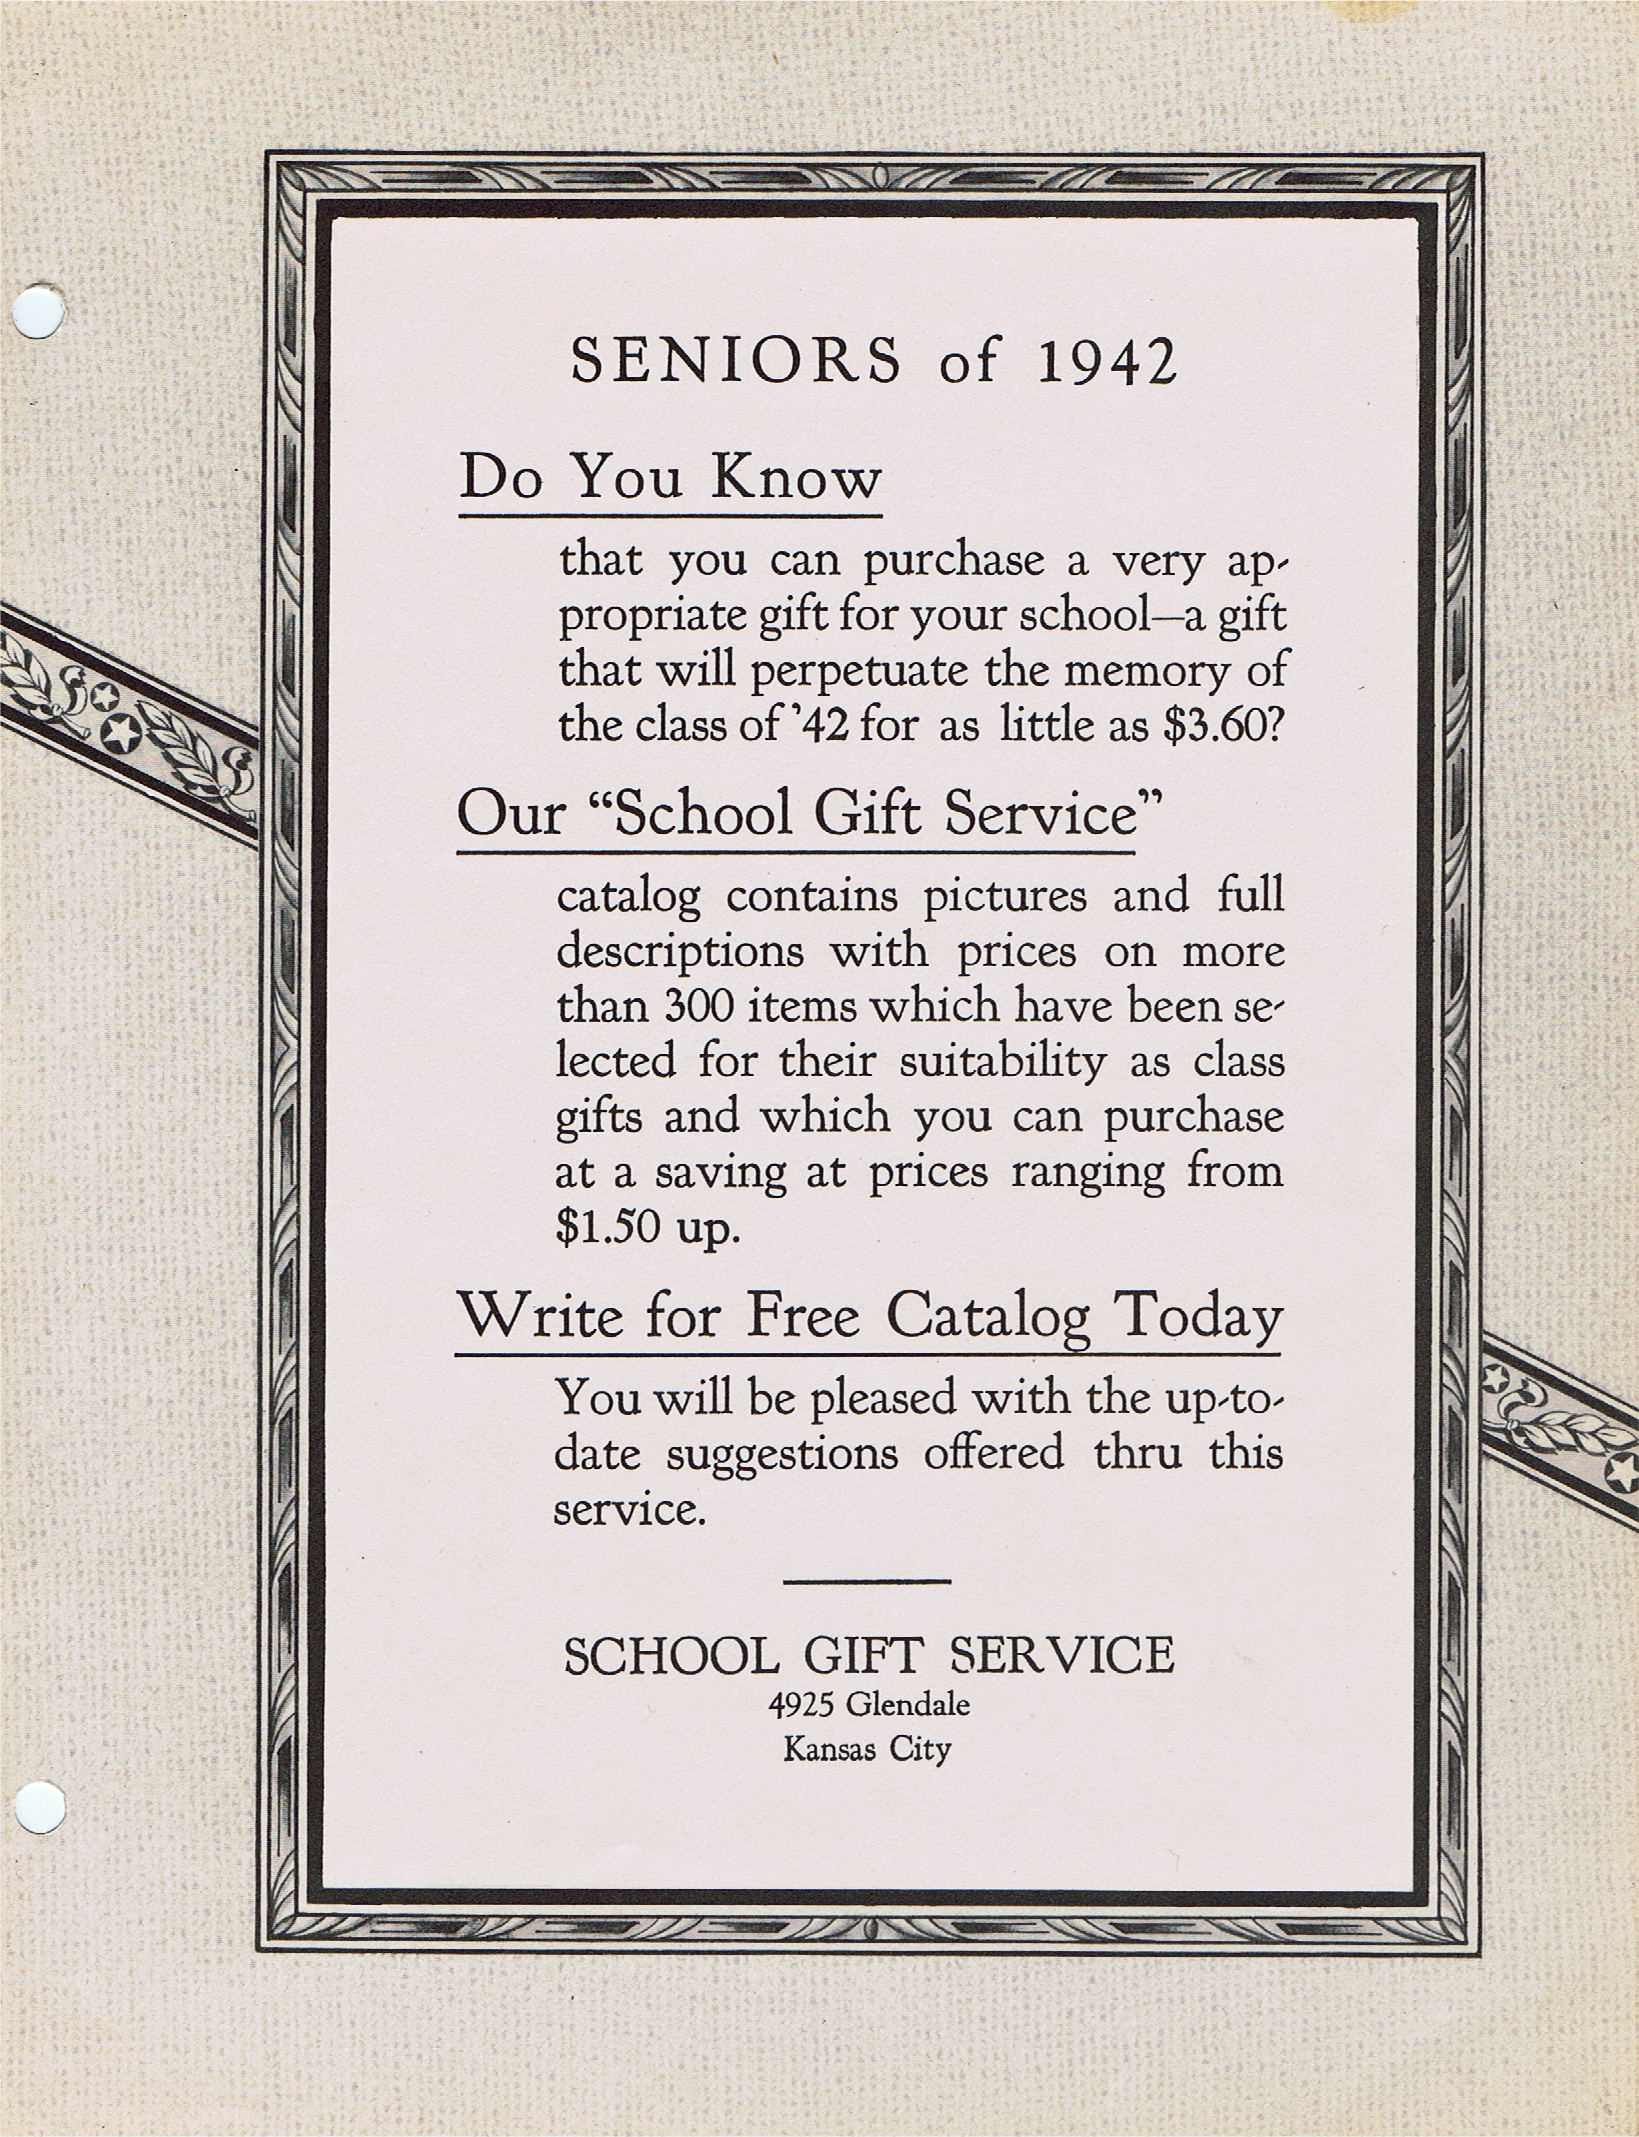 SENIORS of 1942
Do You Know
that you can purchase a very ap-
propriate gift for your school—a gift
that will perpetuate the memory of
the class of '42 for as little as $3.60?
Our “School Gift Service”
catalog contains pictures and full
descriptions with prices on more
than 300 items which have been se-
lected for their suitability as class
gifts and which you can purchase
at a saving at prices ranging from
$1.50 up.
Write for Free Catalog Today
You will be pleased with the up-to-
date suggestions offered thru this
service.
SCHOOL GIFT SERVICE
4925 Glendale
Kansas City